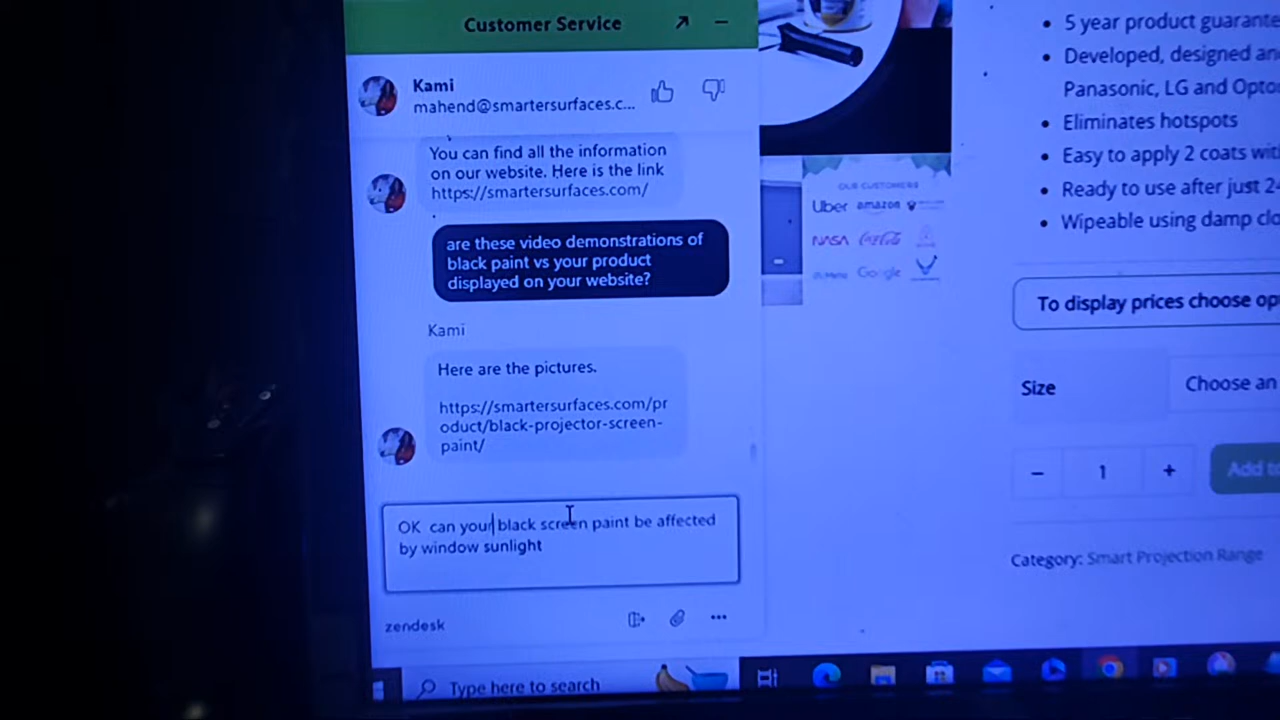 Customer Service
Kami
mahend@smartersurfaces.c...
You can find all the information
on our website. Here is the link
https://smartersurfaces.com/
are these video demonstrations of
black paint vs your product
displayed on your website?
Kami
Here are the pictures.
https://smartersurfaces.com/pr
oduct/black-projector-screen-
paint/
OK can your black screen paint be affected
by window sunlight
zendesk
OUR CUSTOMERS
Uber amazon
NASA Coca-Cola
Meta Google
5 year product guarante
Developed, designed an
Panasonic, LG and Opto
Eliminates hotspots
Easy to apply 2 coats wit
Ready to use after just 2
Wipeable using damp clo
To display prices choose op
Size
Choose an
− 1 +
Add to
Category: Smart Projection Range
Type here to search